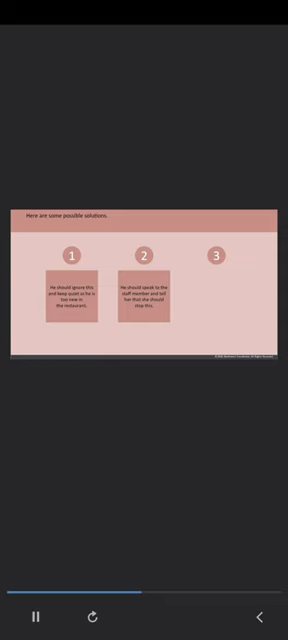 Here are some possible solutions.
1
2
3
He should ignore this
and keep quiet as he is
too new in
the restaurant.
He should speak to the
staff member and tell
her that she should
stop this.